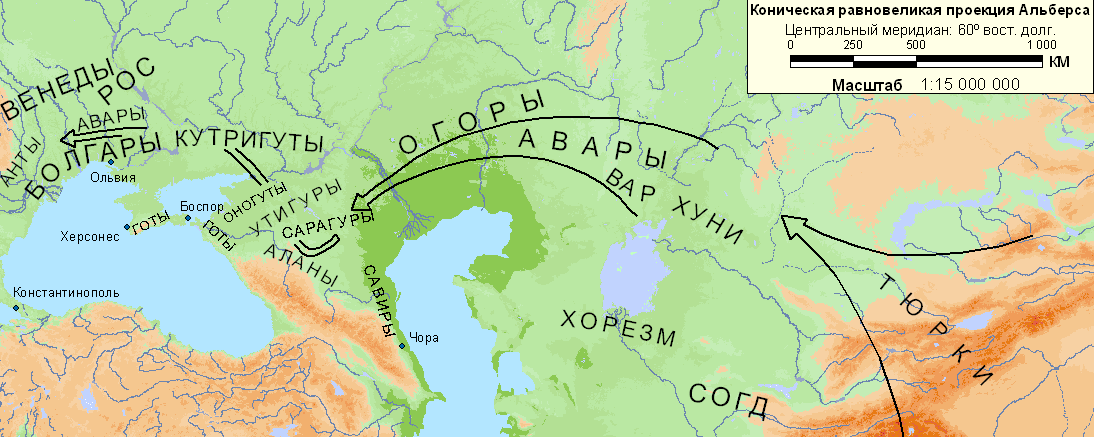 Коническая равновеликая проекция Альберса
Центральный меридиан: 60º вост. долг.
0 250 500 1 000
КМ
Масштаб 1:15 000 000
ВЕНЕДЫ
РОС
АВАРЫ
АНТЫ
БОЛГАРЫ
КУТРИГУТЫ
ОГОРЫ
АВАРЫ
ВАР ХУНИ
Ольвия
Боспор
ОНОГУТЫ
УТИГУРЫ
САРАГУРЫ
Херсонес
ГОТЫ
ГОТЫ
АЛАНЫ
САВИРЫ
Константинополь
Чора
ХОРЕЗМ
СОГД
ТЮРКИ